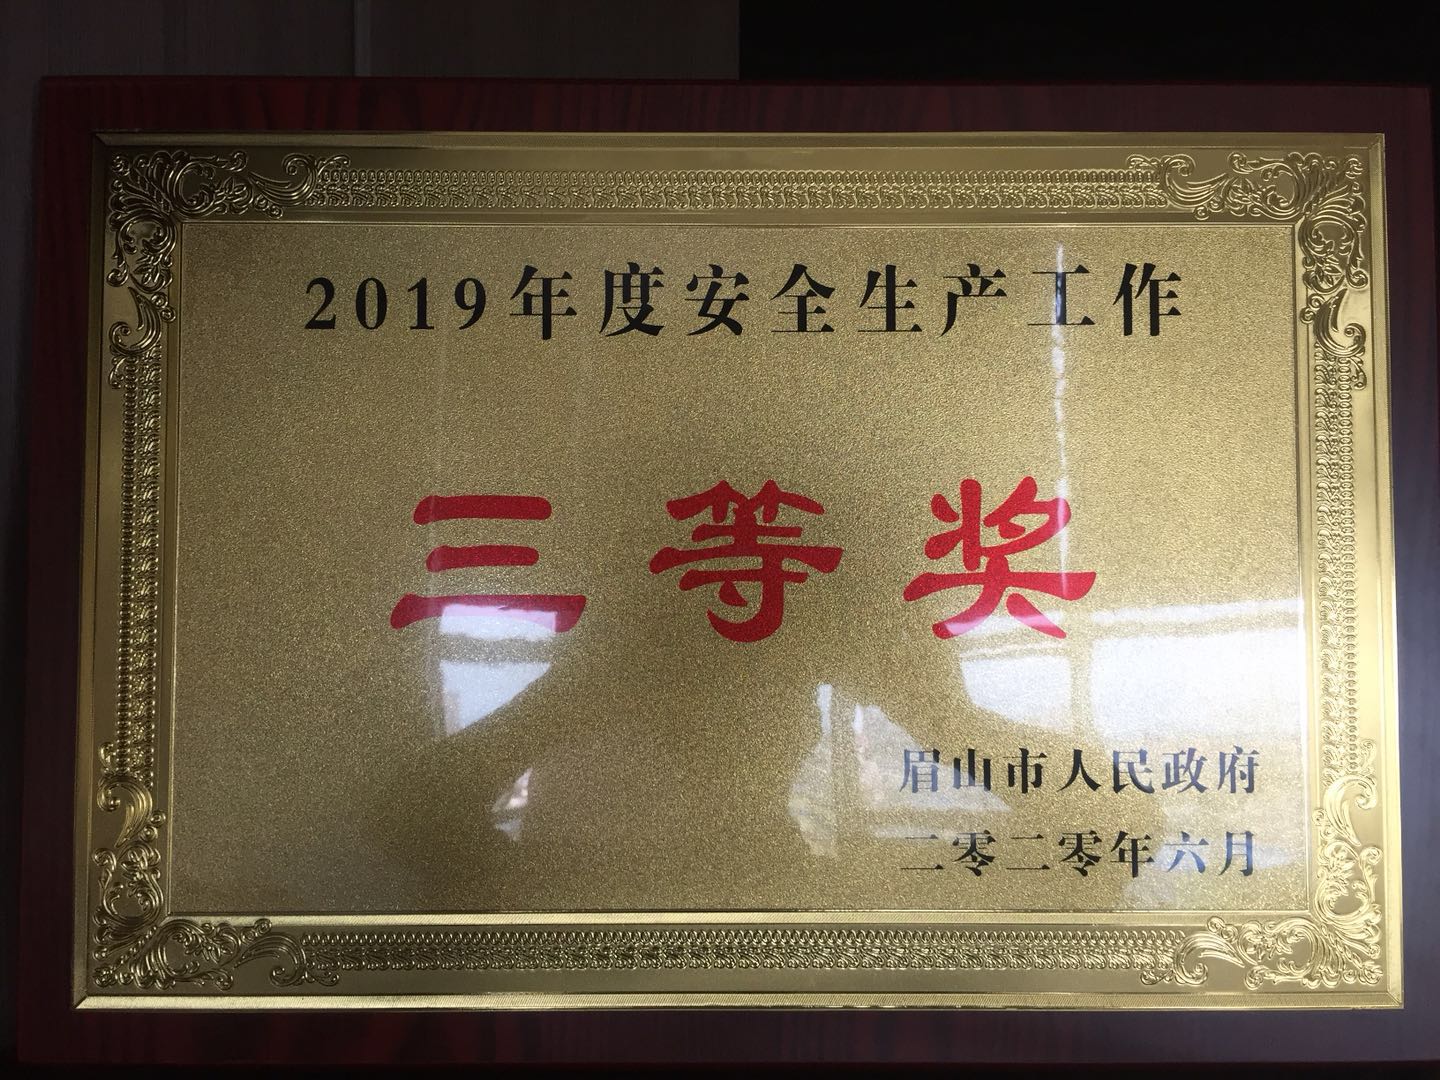 2019年度安全生产工作
三等奖
眉山市人民政府
二零二零年六月